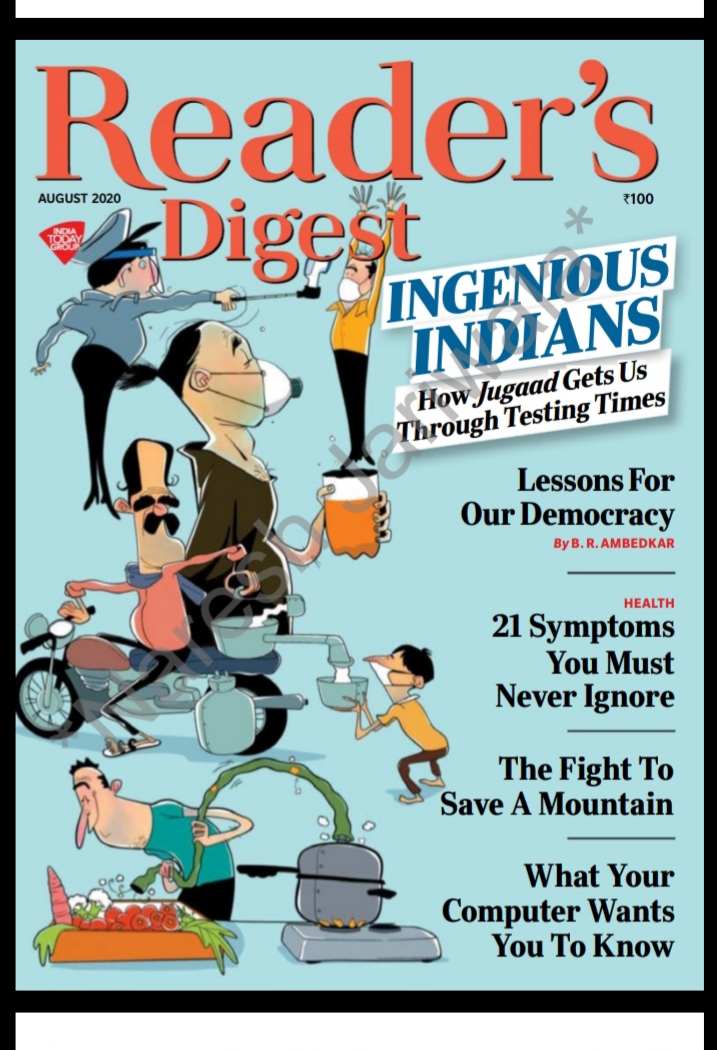 Reader's
AUGUST 2020
₹100
Digest
INDIA
TODAY
GROUP
INGENIOUS
INDIANS
How Jugaad Gets Us
Through Testing Times
Lessons For
Our Democracy
By B. R. AMBEDKAR
HEALTH
21 Symptoms
You Must
Never Ignore
The Fight To
Save A Mountain
What Your
Computer Wants
You To Know
*Naresh Jariwala*